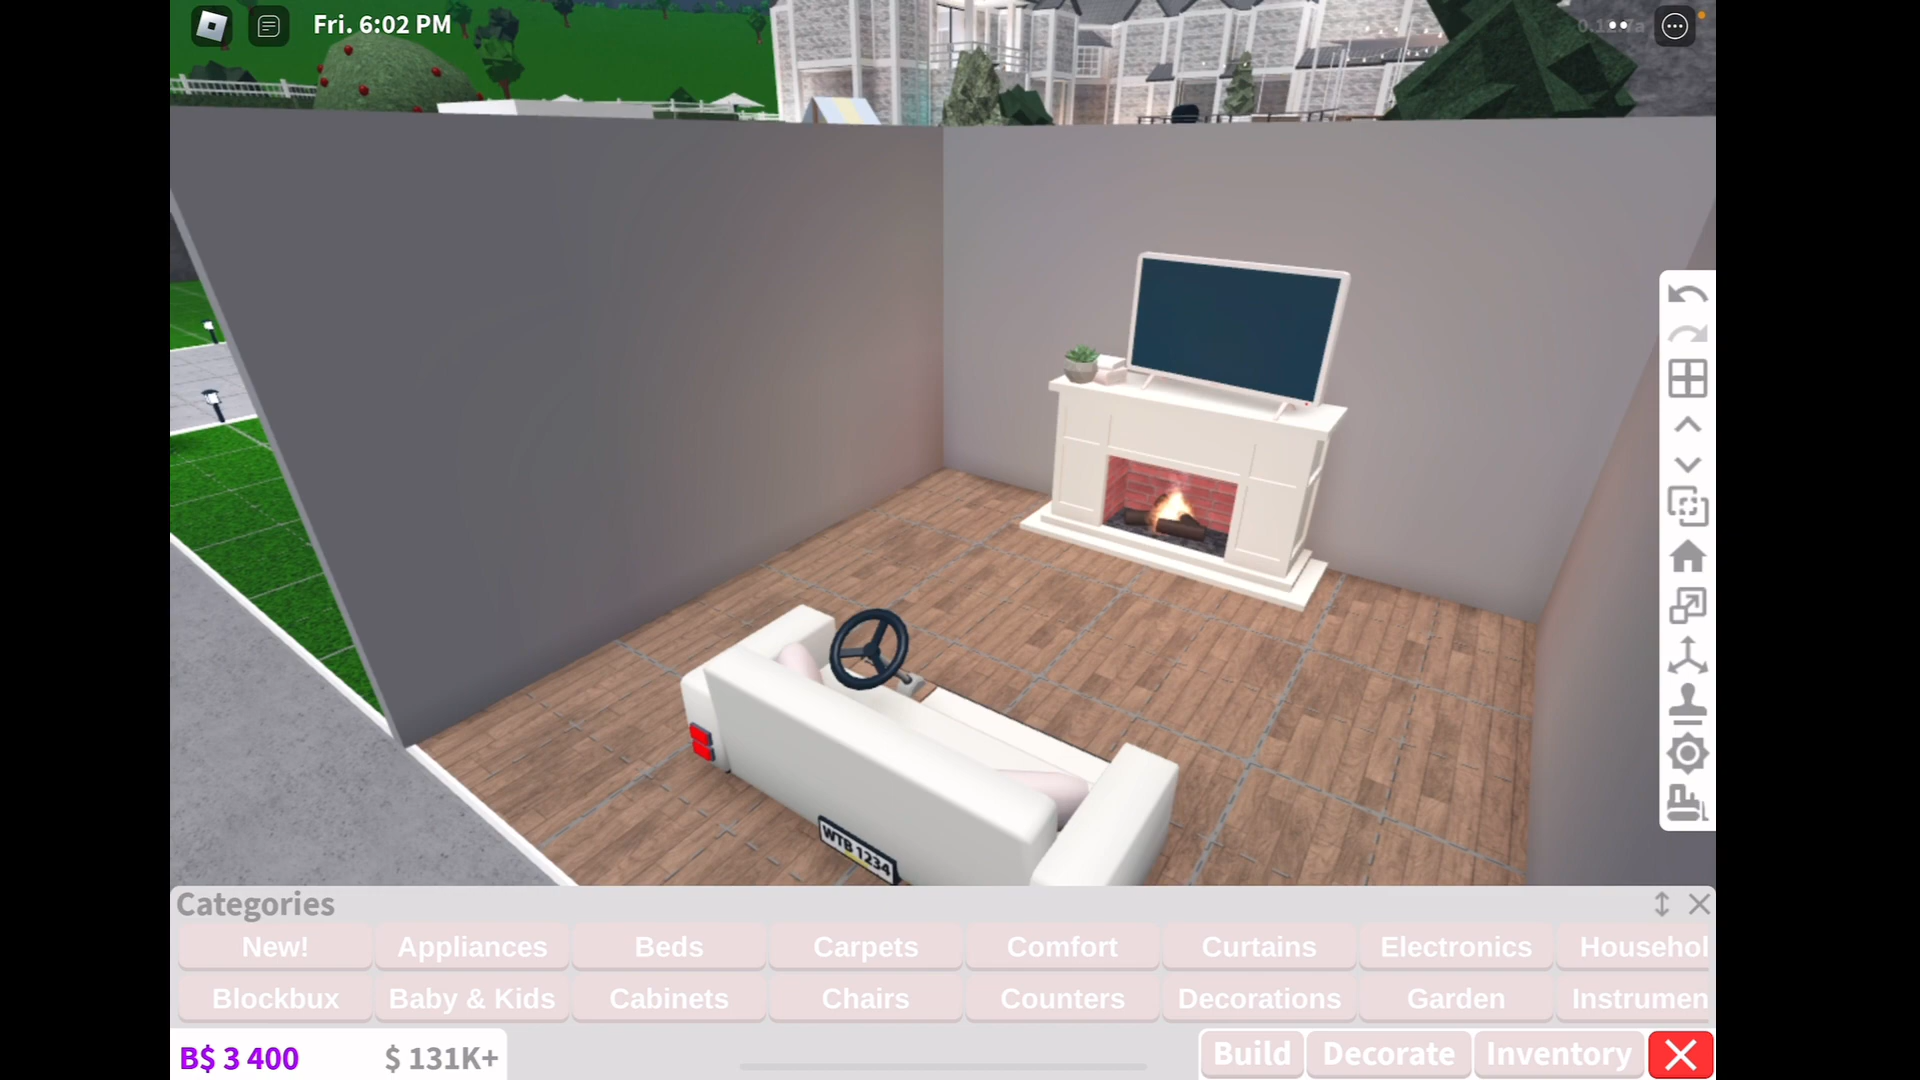 Fri. 6:02 PM
WTB 1234
Categories
New! Appliances Beds Carpets Comfort Curtains Electronics Househol
Blockbux Baby & Kids Cabinets Chairs Counters Decorations Garden Instrumen
B$ 3 400 $ 131K+ Build Decorate Inventory